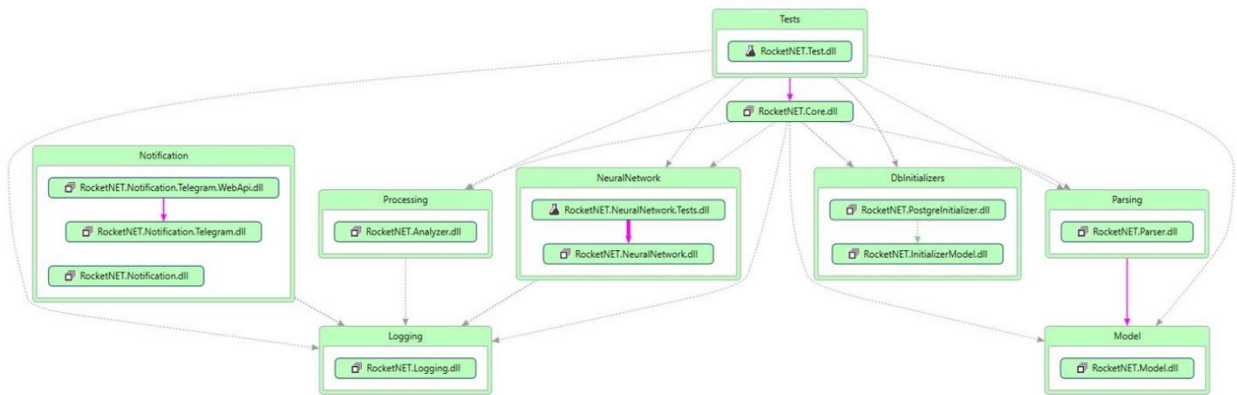 Tests
RocketNET.Test.dll
RocketNET.Core.dll
Notification
RocketNET.Notification.Telegram.WebApi.dll
RocketNET.Notification.Telegram.dll
RocketNET.Notification.dll
Processing
RocketNET.Analyzer.dll
NeuralNetwork
RocketNET.NeuralNetwork.Tests.dll
RocketNET.NeuralNetwork.dll
DbInitializers
RocketNET.PostgreInitializer.dll
RocketNET.InitializerModel.dll
Parsing
RocketNET.Parser.dll
Logging
RocketNET.Logging.dll
Model
RocketNET.Model.dll